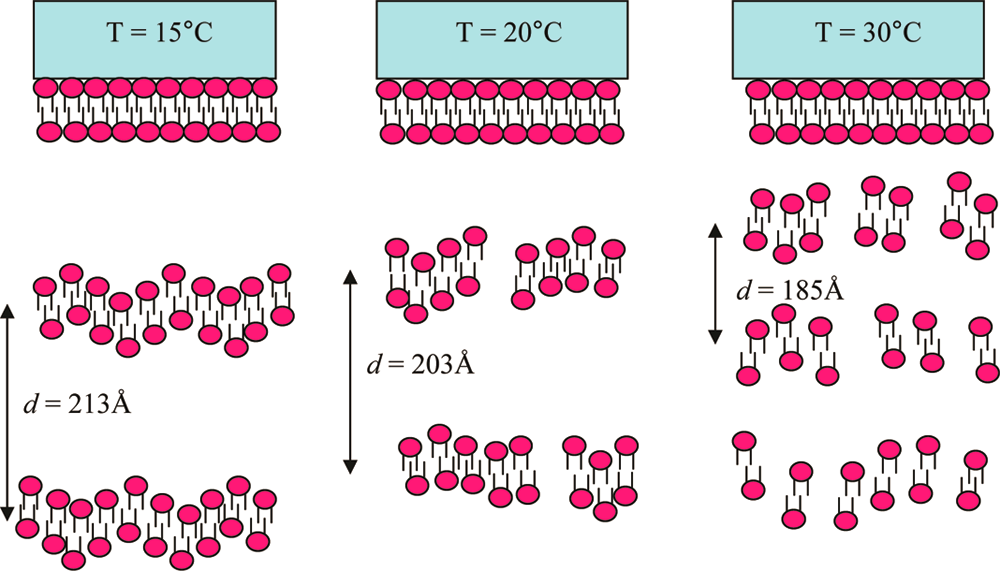 T = 15°C
T = 20°C
T = 30°C
d = 213Å
d = 203Å
d = 185Å